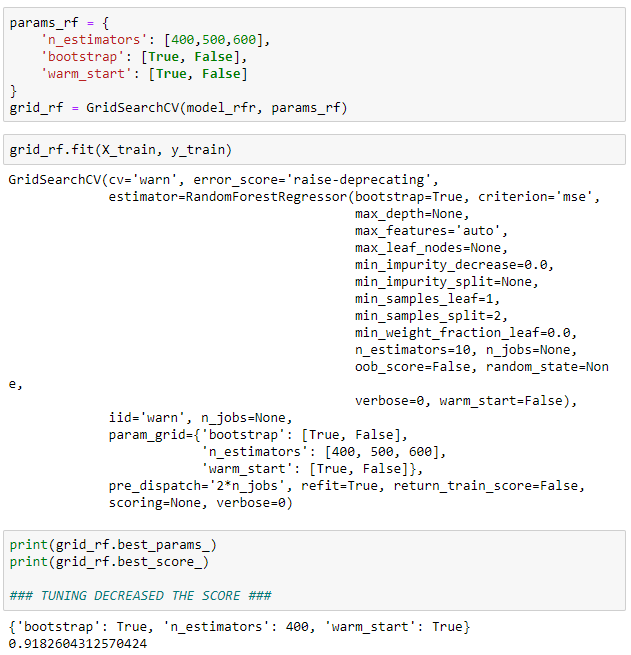 params_rf = {
    'n_estimators': [400,500,600],
    'bootstrap': [True, False],
    'warm_start': [True, False]
}
grid_rf = GridSearchCV(model_rfr, params_rf)
grid_rf.fit(X_train, y_train)
GridSearchCV(cv='warn', error_score='raise-deprecating',
             estimator=RandomForestRegressor(bootstrap=True, criterion='mse',
                                             max_depth=None,
                                             max_features='auto',
                                             max_leaf_nodes=None,
                                             min_impurity_decrease=0.0,
                                             min_impurity_split=None,
                                             min_samples_leaf=1,
                                             min_samples_split=2,
                                             min_weight_fraction_leaf=0.0,
                                             n_estimators=10, n_jobs=None,
                                             oob_score=False, random_state=Non
e,
                                             verbose=0, warm_start=False),
             iid='warn', n_jobs=None,
             param_grid={'bootstrap': [True, False],
                         'n_estimators': [400, 500, 600],
                         'warm_start': [True, False]},
             pre_dispatch='2*n_jobs', refit=True, return_train_score=False,
             scoring=None, verbose=0)
print(grid_rf.best_params_)
print(grid_rf.best_score_)
### TUNING DECREASED THE SCORE ###
{'bootstrap': True, 'n_estimators': 400, 'warm_start': True}
0.9182604312570424